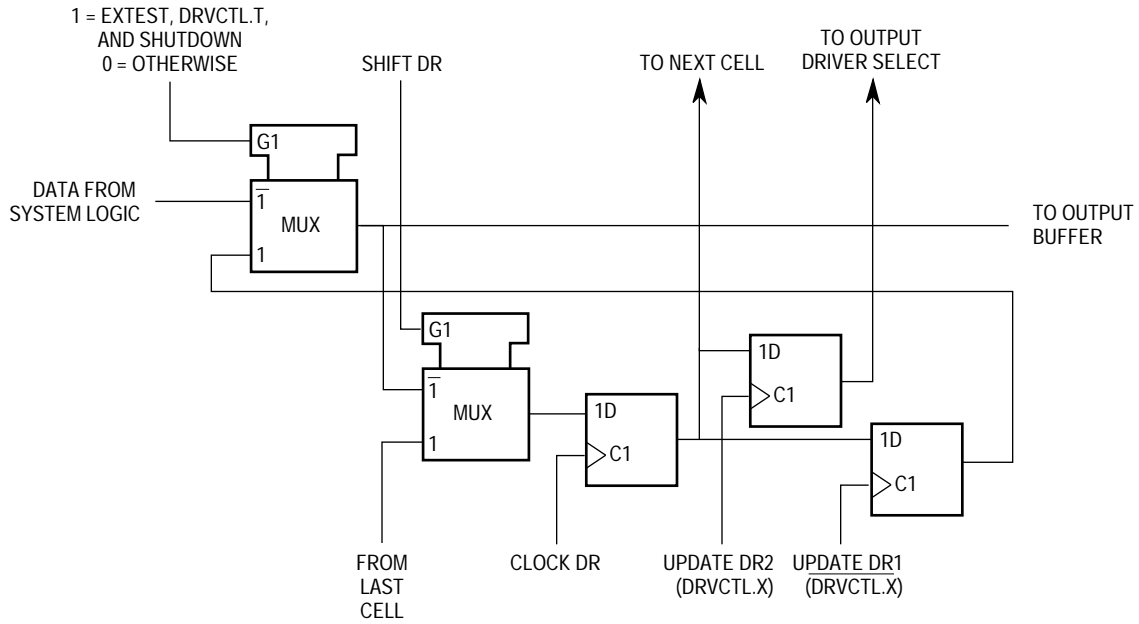 1 = EXTEST, DRVCTL.T,
AND SHUTDOWN
0 = OTHERWISE
SHIFT DR
TO NEXT CELL
TO OUTPUT
DRIVER SELECT
G1
DATA FROM
SYSTEM LOGIC
1̅
MUX
1
TO OUTPUT
BUFFER
G1
1̅
MUX
1
1D
C1
1D
C1
1D
C1
FROM
LAST
CELL
CLOCK DR
UPDATE DR2
(DRVCTL.X)
UPDATE DR1
(D̅R̅V̅C̅T̅L̅.̅X̅)